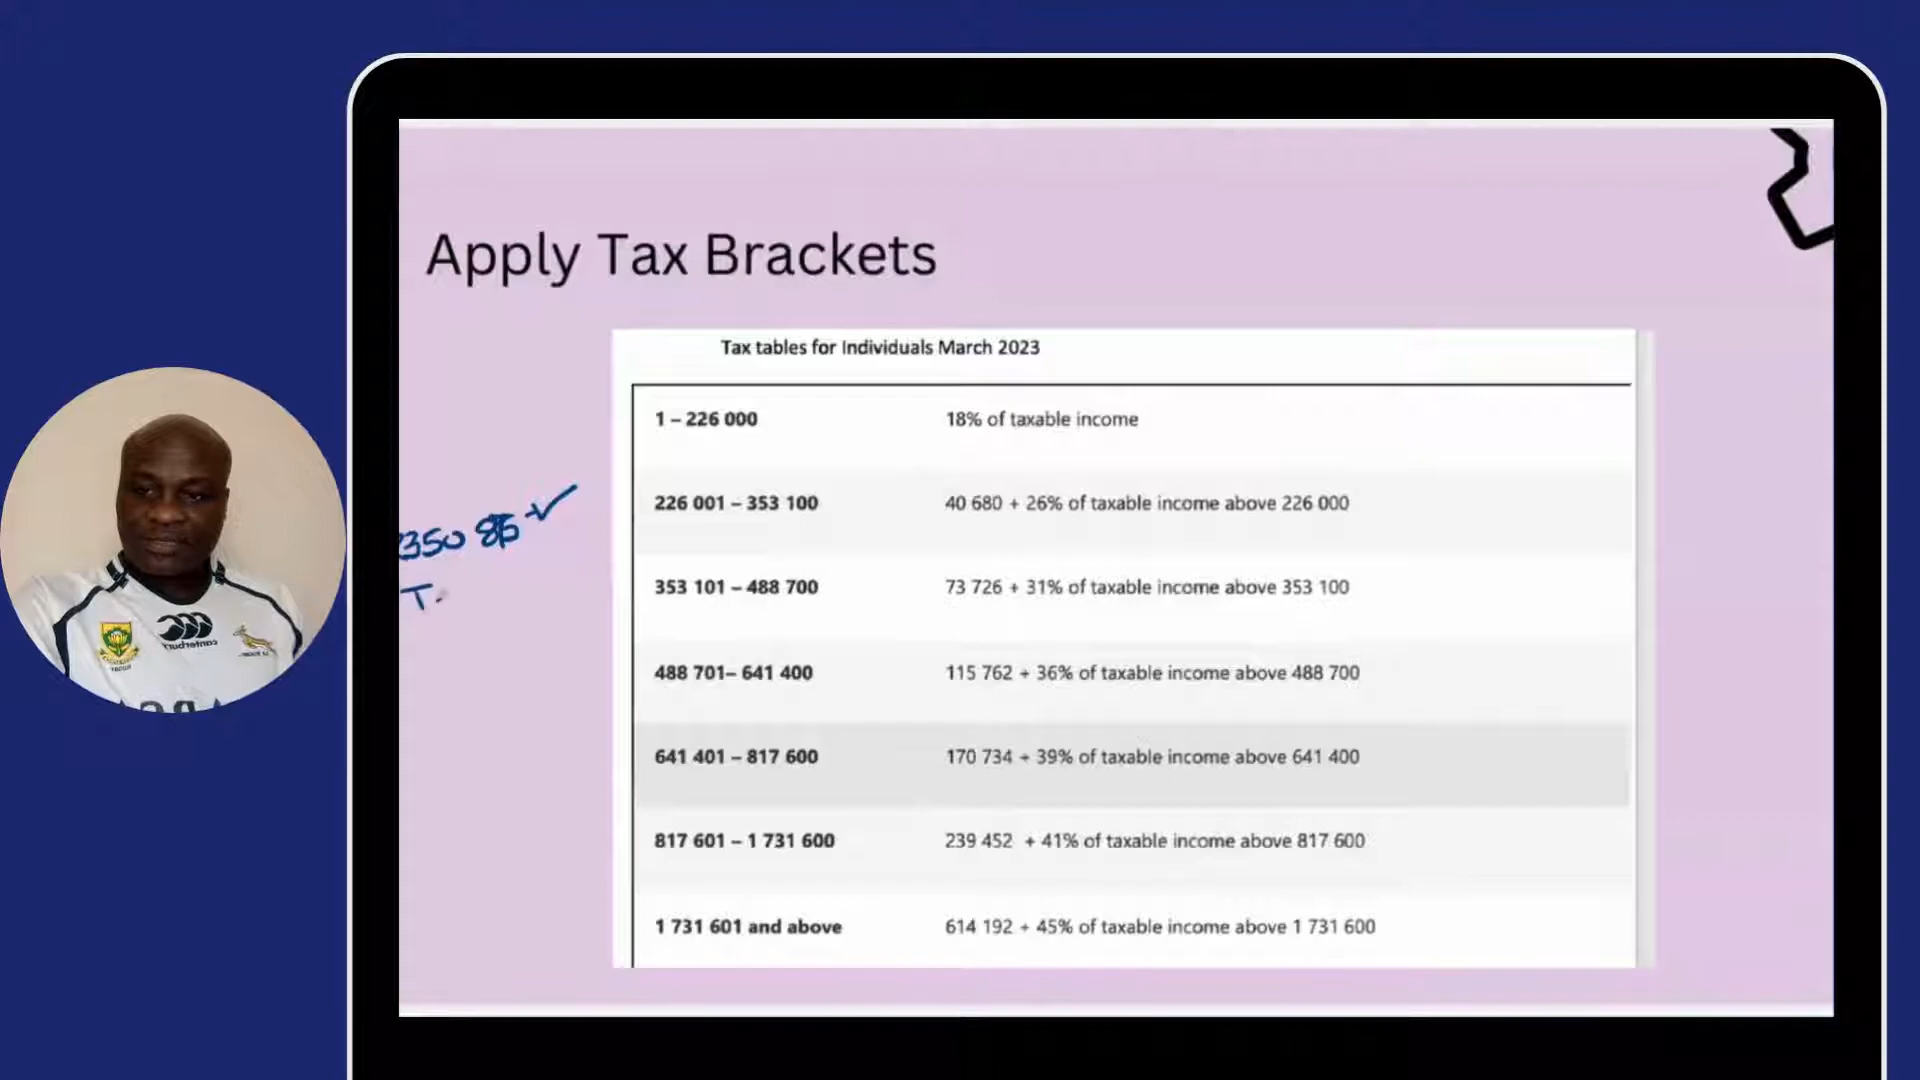 Apply Tax Brackets
Tax tables for Individuals March 2023
1 – 226 000 18% of taxable income
226 001 – 353 100 40 680 + 26% of taxable income above 226 000
353 101 – 488 700 73 726 + 31% of taxable income above 353 100
488 701– 641 400 115 762 + 36% of taxable income above 488 700
641 401 – 817 600 170 734 + 39% of taxable income above 641 400
817 601 – 1 731 600 239 452 + 41% of taxable income above 817 600
1 731 601 and above 614 192 + 45% of taxable income above 1 731 600
T.
canterbury